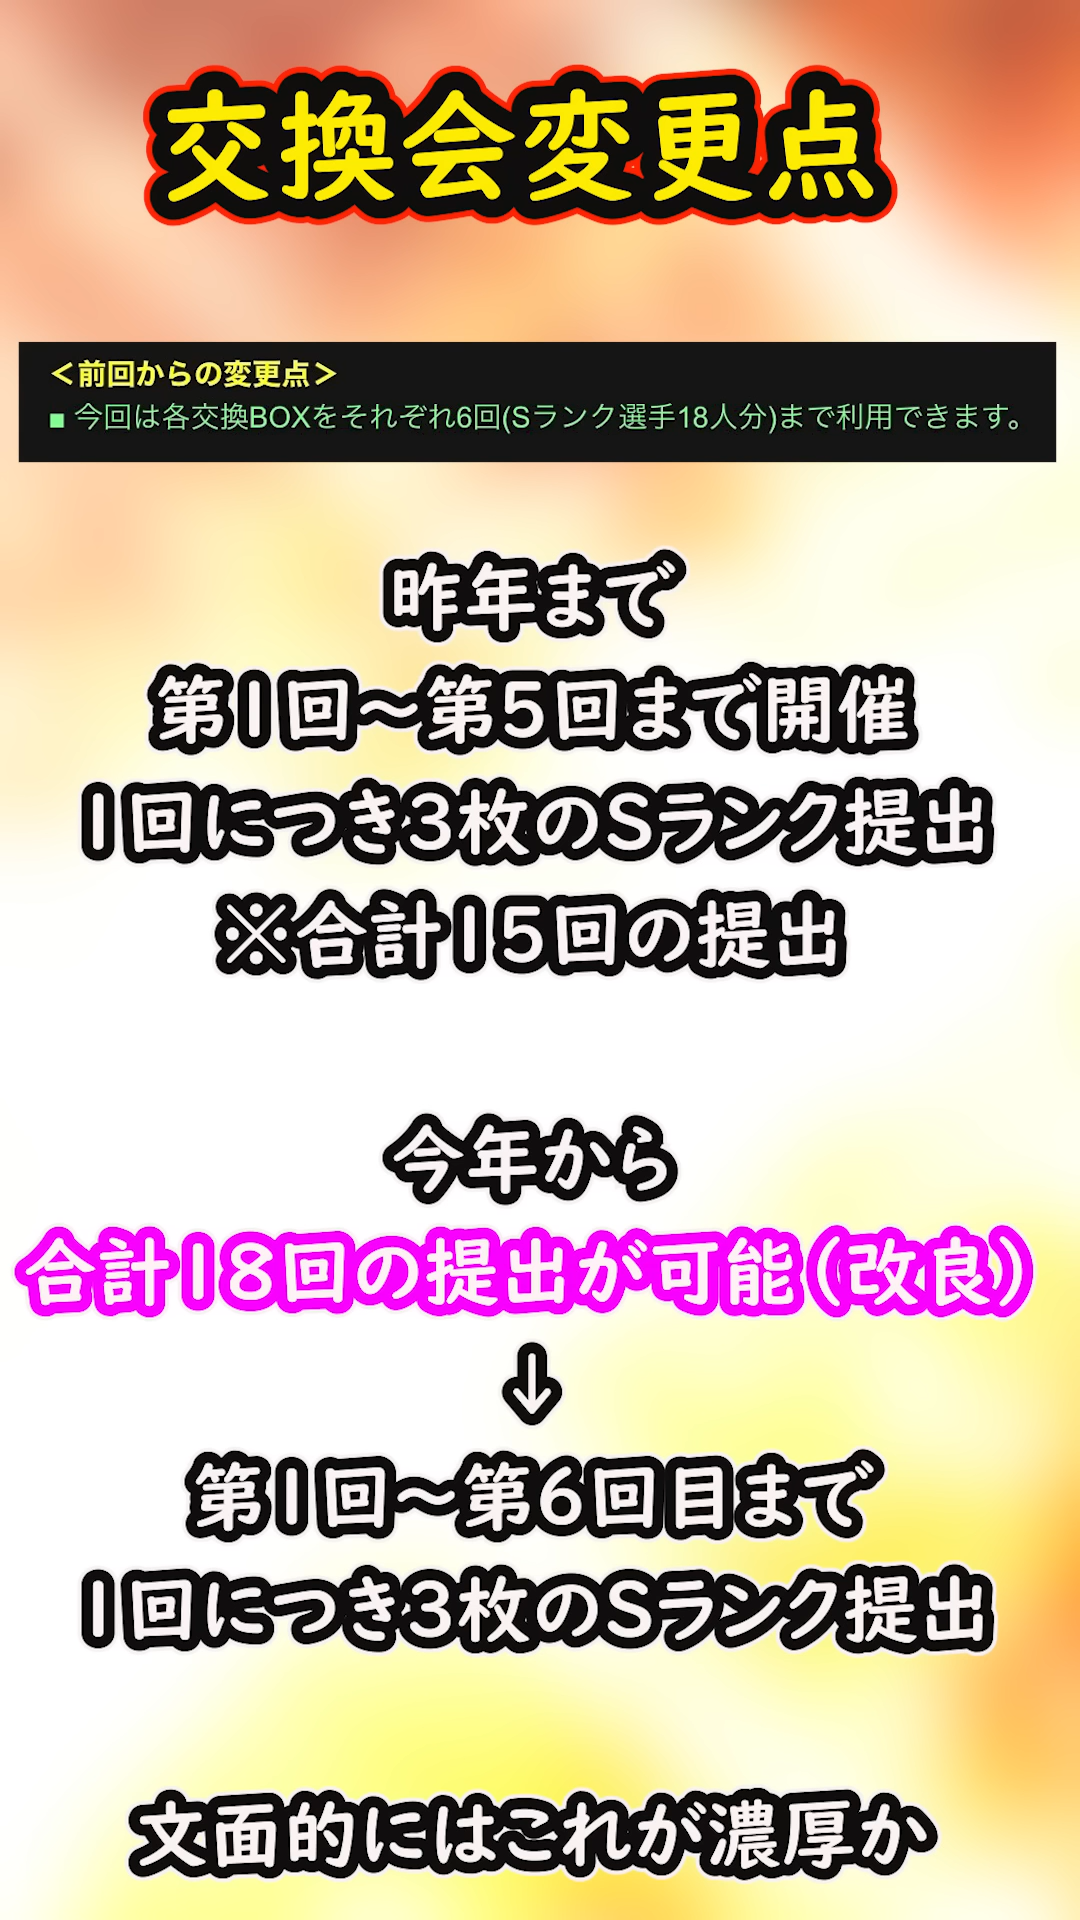 交換会変更点
＜前回からの変更点＞
■ 今回は各交換BOXをそれぞれ6回(Sランク選手18人分)まで利用できます。
昨年まで
第1回～第5回まで開催
1回につき3枚のSランク提出
※合計15回の提出
今年から
合計18回の提出が可能(改良)
↓
第1回～第6回目まで
1回につき3枚のSランク提出
文面的にはこれが濃厚か